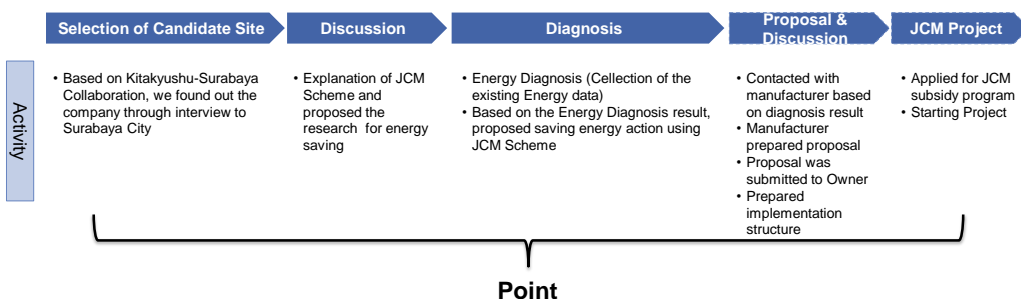 Selection of Candidate Site
Discussion
Diagnosis
Proposal &
Discussion
JCM Project
Activity
• Based on Kitakyushu-Surabaya
Collaboration, we found out the
company through interview to
Surabaya City
• Explanation of JCM
Scheme and
proposed the
research for energy
saving
• Energy Diagnosis (Cellection of the
existing Energy data)
• Based on the Energy Diagnosis result,
proposed saving energy action using
JCM Scheme
• Contacted with
manufacturer based
on diagnosis result
• Manufacturer
prepared proposal
• Proposal was
submitted to Owner
• Prepared
implementation
structure
• Applied for JCM
subsidy program
• Starting Project
Point